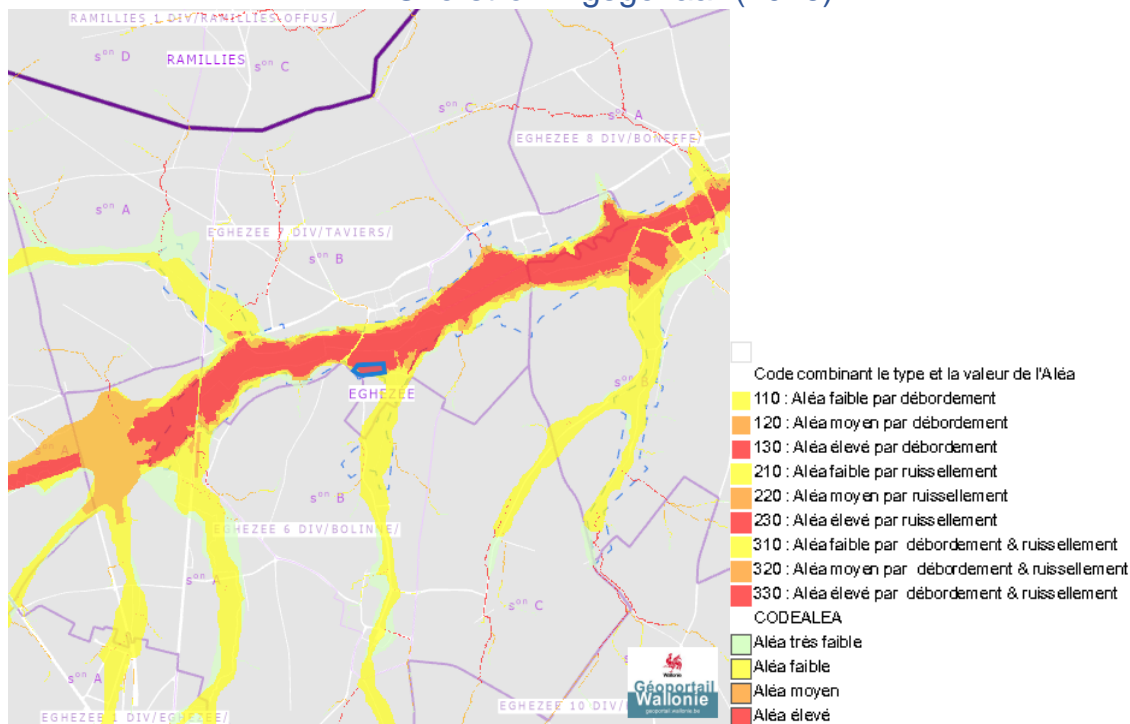 RAMILLIES 1 DIV/RAMILLIES-OFFUS/
sᵒⁿ D
RAMILLIES
sᵒⁿ C
sᵒⁿ C
sᵒⁿ A
EGHEZEE 8 DIV/BONEFFE/
sᵒⁿ A
EGHEZEE 7 DIV/TAVIERS/
sᵒⁿ B
sᵒⁿ B
EGHEZEE
sᵒⁿ A
sᵒⁿ B
EGHEZEE 6 DIV/BOLINNE/
sᵒⁿ A
sᵒⁿ C
sᵒⁿ A
EGHEZEE 1 DIV/EGHEZEE/
EGHEZEE 10 DIV/
Wallonie
Géoportail
Wallonie
geoportail.wallonie.be
Code combinant le type et la valeur de l'Aléa
110 : Aléa faible par débordement
120 : Aléa moyen par débordement
130 : Aléa élevé par débordement
210 : Aléa faible par ruissellement
220 : Aléa moyen par ruissellement
230 : Aléa élevé par ruissellement
310 : Aléa faible par débordement & ruissellement
320 : Aléa moyen par débordement & ruissellement
330 : Aléa élevé par débordement & ruissellement
CODEALEA
Aléa très faible
Aléa faible
Aléa moyen
Aléa élevé